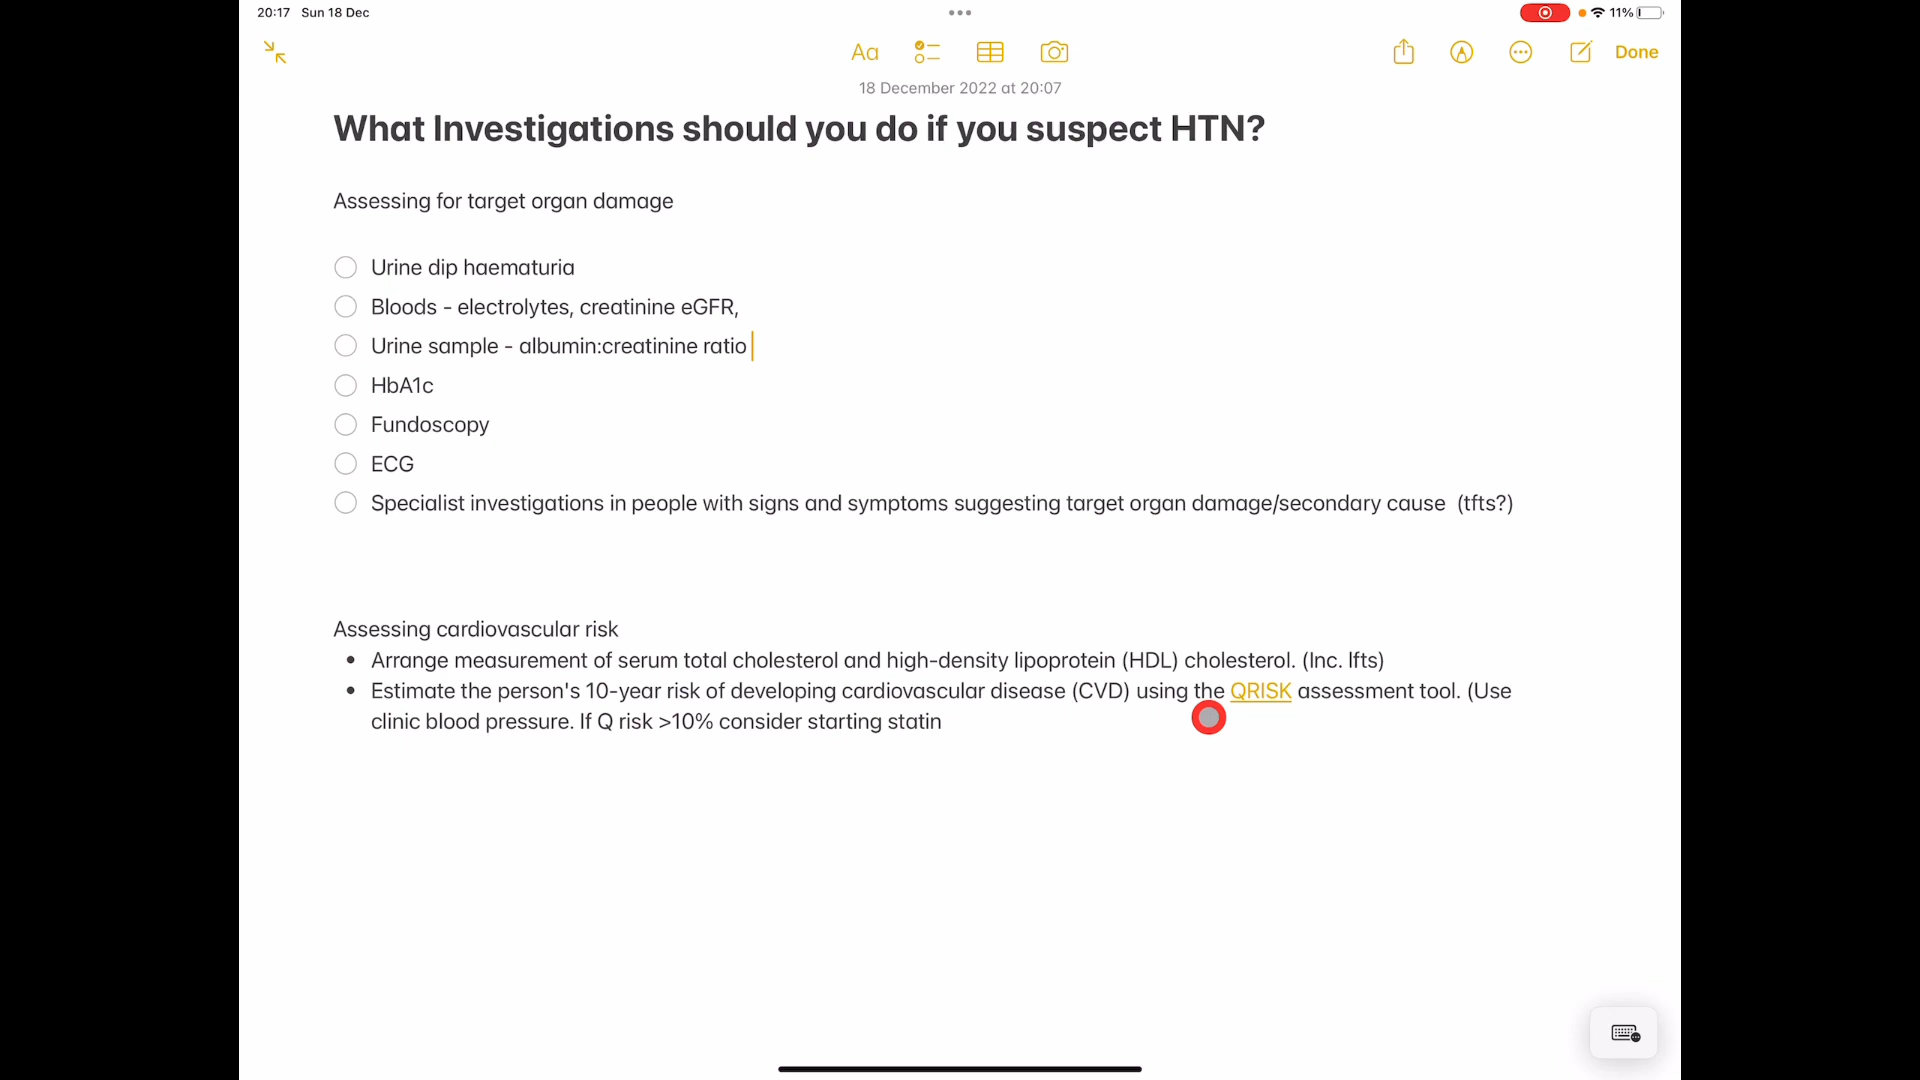 20:17 Sun 18 Dec
11%
Aa
Done
18 December 2022 at 20:07
What Investigations should you do if you suspect HTN?
Assessing for target organ damage
Urine dip haematuria
Bloods - electrolytes, creatinine eGFR,
Urine sample - albumin:creatinine ratio
HbA1c
Fundoscopy
ECG
Specialist investigations in people with signs and symptoms suggesting target organ damage/secondary cause (tfts?)
Assessing cardiovascular risk
Arrange measurement of serum total cholesterol and high-density lipoprotein (HDL) cholesterol. (Inc. lfts)
Estimate the person's 10-year risk of developing cardiovascular disease (CVD) using the QRISK assessment tool. (Use
clinic blood pressure. If Q risk >10% consider starting statin